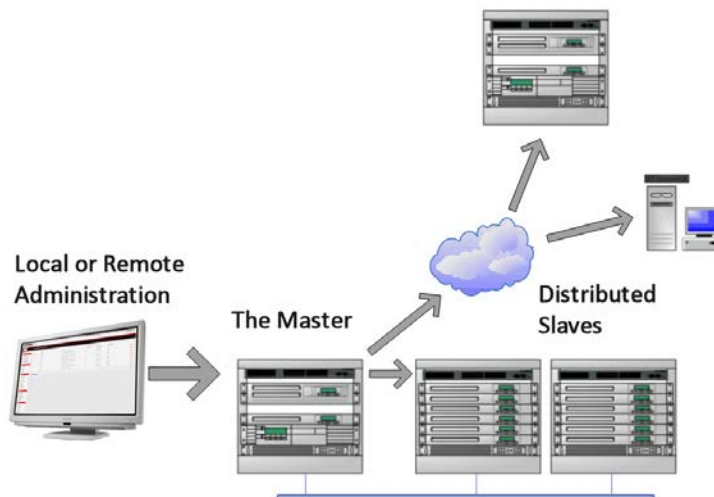 Local or Remote
Administration
The Master
Distributed
Slaves